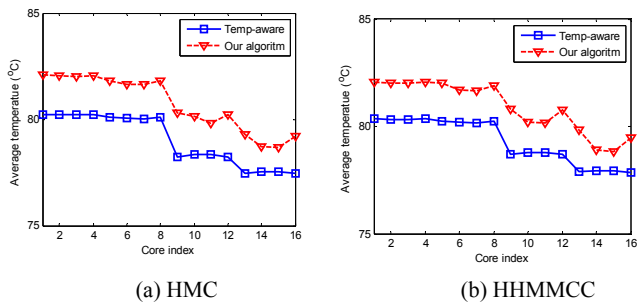 85
80
75
Average temperatue (°C)
2 4 6 8 10 12 14 16
Core index
Temp-aware
Our algoritm
(a) HMC
85
80
75
Average temperature (°C)
2 4 6 8 10 12 14 16
Core index
Temp-aware
Our algoritm
(b) HHMMCC